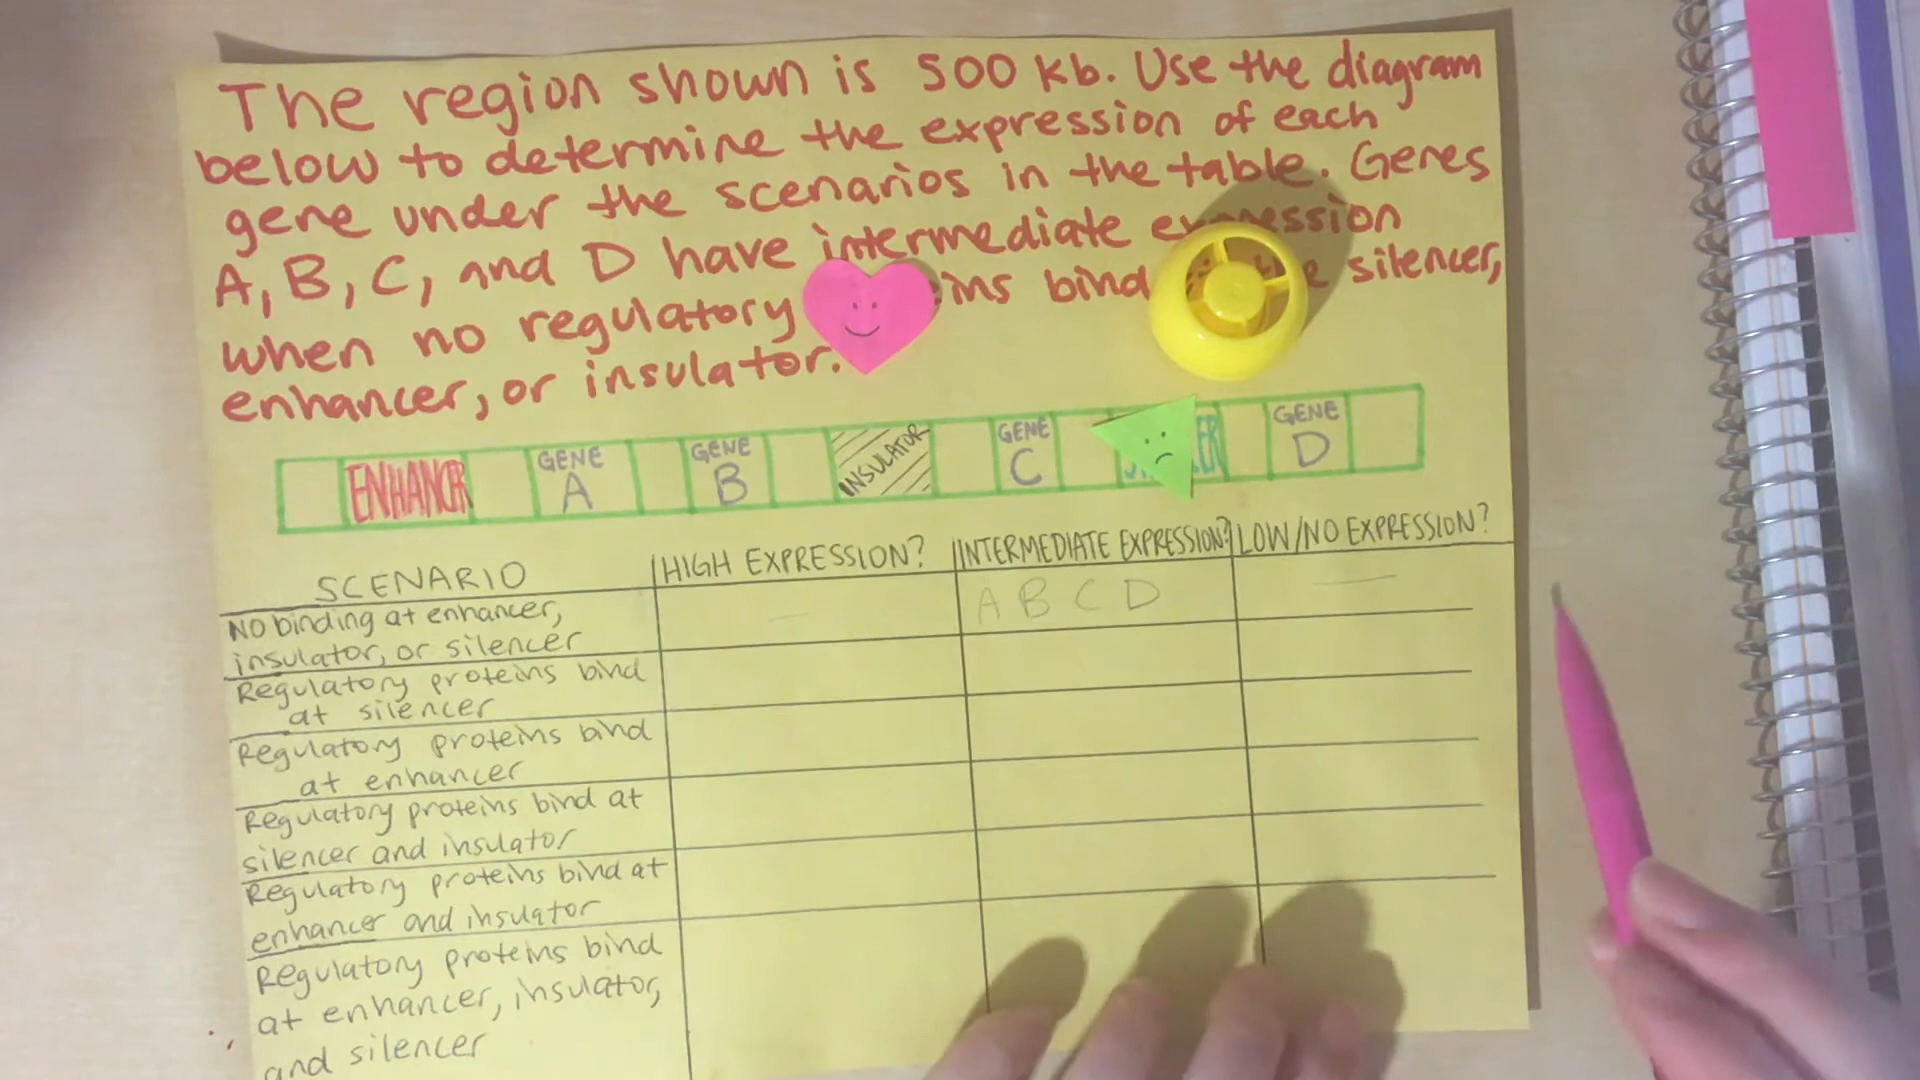 The region shown is 500 kb. Use the diagram
below to determine the expression of each
gene under the scenarios in the table. Genes
A, B, C, and D have intermediate expression
when no regulatory ins bind silencer,
enhancer, or insulator.
ENHANCR GENE A GENE B INSULATOR GENE C GENE D
SCENARIO HIGH EXPRESSION? INTERMEDIATE EXPRESSION? LOW/NO EXPRESSION?
No binding at enhancer, — A B C D —
insulator, or silencer
Regulatory proteins bind
at silencer
Regulatory proteins bind
at enhancer
Regulatory proteins bind at
silencer and insulator
Regulatory proteins bind at
enhancer and insulator
Regulatory proteins bind
at enhancer, insulator,
and silencer